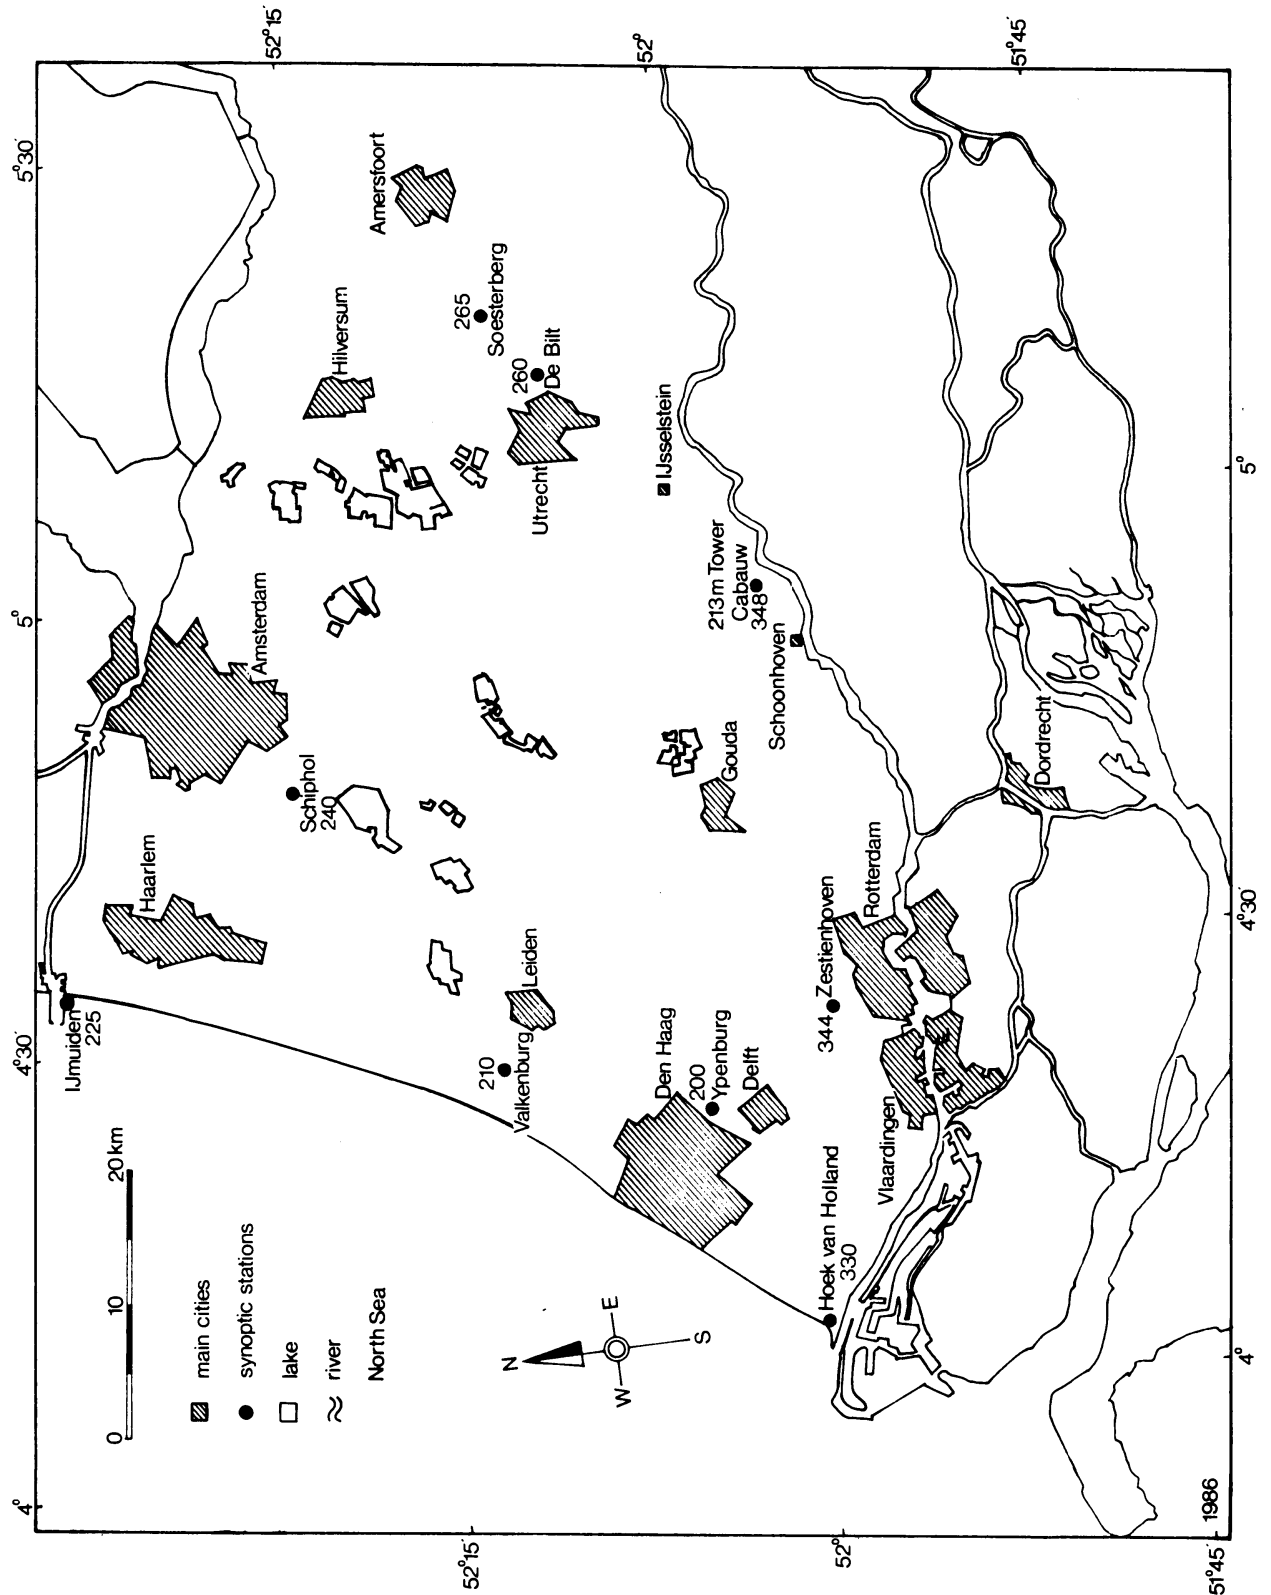 4°
4°30'
5°
5°30'
52°15'
52°
51°45'
0 10 20 km
main cities
synoptic stations
lake
river
North Sea
N
W E
S
IJmuiden
225
Haarlem
Amsterdam
Schiphol
240
Hilversum
Amersfoort
265
Soesterberg
260
De Bilt
Utrecht
210
Valkenburg
Leiden
Den Haag
200
Ypenburg
Delft
Gouda
IJsselstein
213m Tower
Cabauw
348
Schoonhoven
Hoek van Holland
330
Vlaardingen
344 Zestienhoven
Rotterdam
Dordrecht
52°15'
52°
51°45'
1986
4°
4°30'
5°